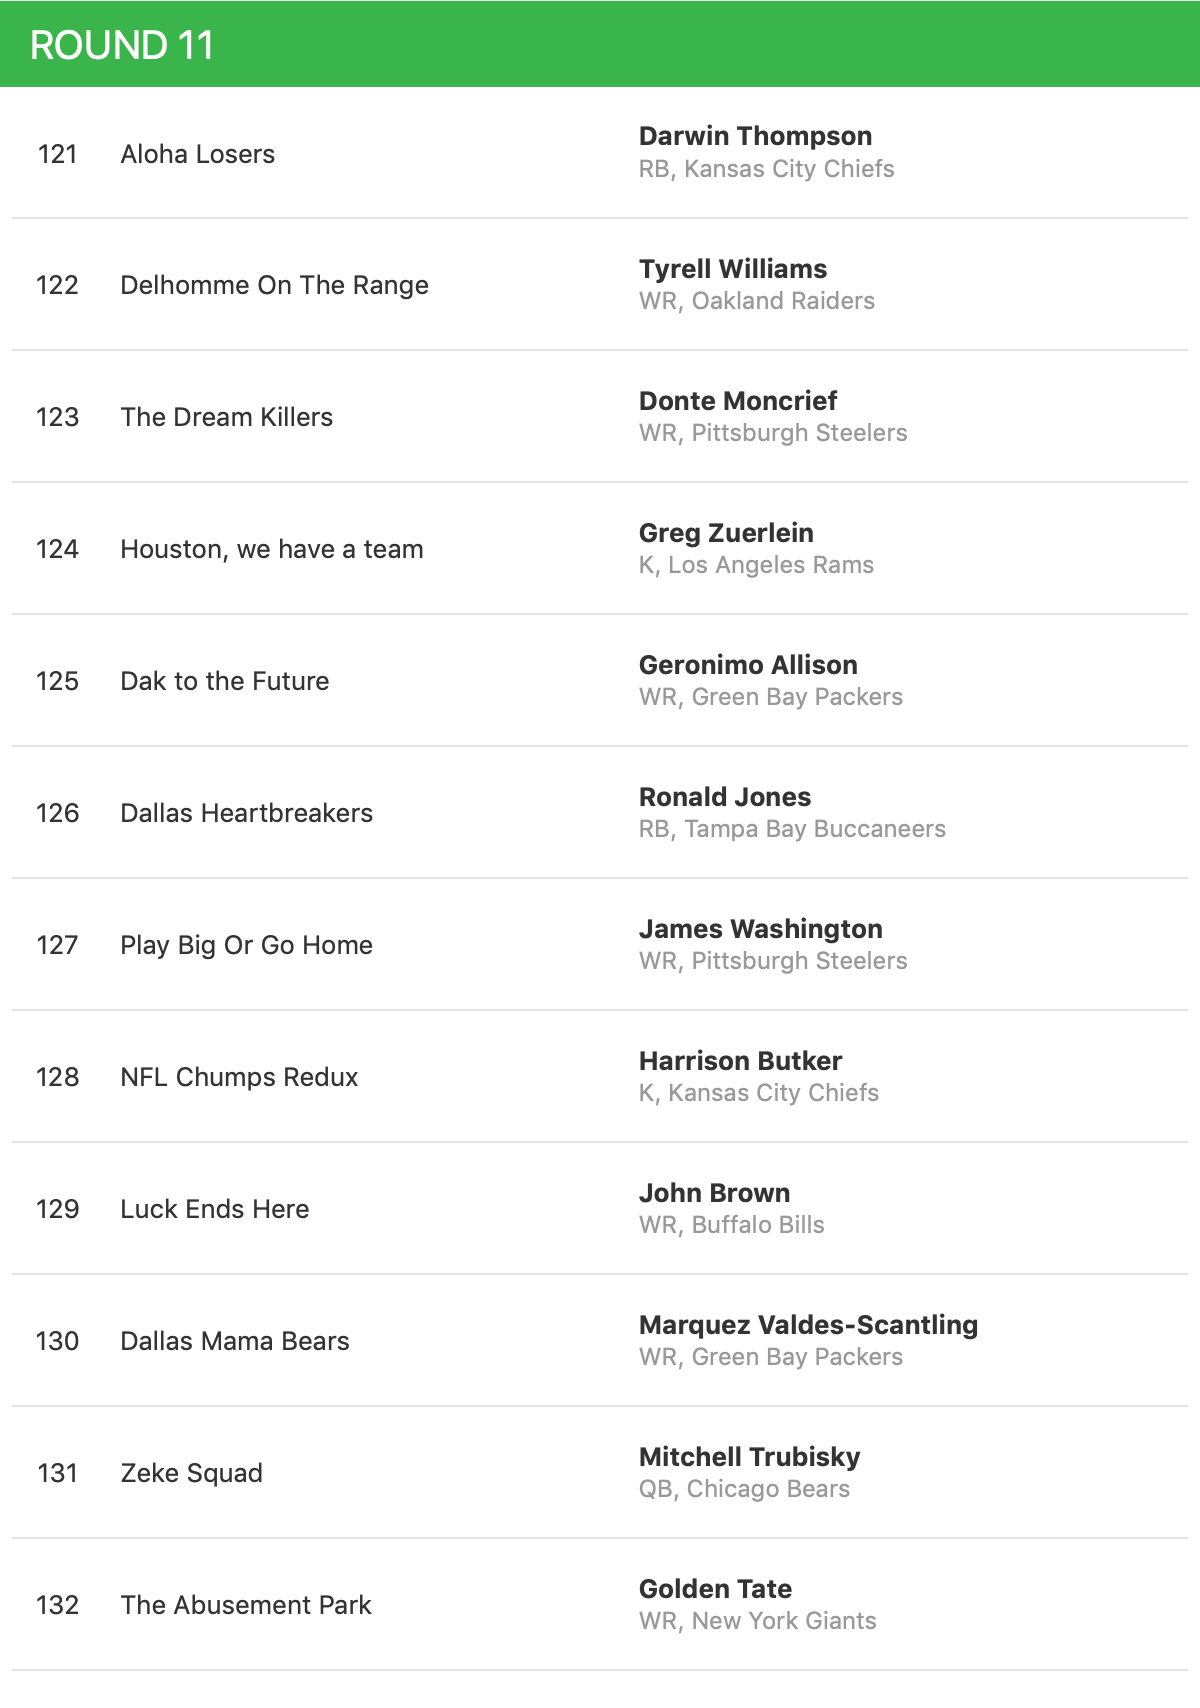 ROUND 11
121 Aloha Losers Darwin Thompson
RB, Kansas City Chiefs
122 Delhomme On The Range Tyrell Williams
WR, Oakland Raiders
123 The Dream Killers Donte Moncrief
WR, Pittsburgh Steelers
124 Houston, we have a team Greg Zuerlein
K, Los Angeles Rams
125 Dak to the Future Geronimo Allison
WR, Green Bay Packers
126 Dallas Heartbreakers Ronald Jones
RB, Tampa Bay Buccaneers
127 Play Big Or Go Home James Washington
WR, Pittsburgh Steelers
128 NFL Chumps Redux Harrison Butker
K, Kansas City Chiefs
129 Luck Ends Here John Brown
WR, Buffalo Bills
130 Dallas Mama Bears Marquez Valdes-Scantling
WR, Green Bay Packers
131 Zeke Squad Mitchell Trubisky
QB, Chicago Bears
132 The Abusement Park Golden Tate
WR, New York Giants